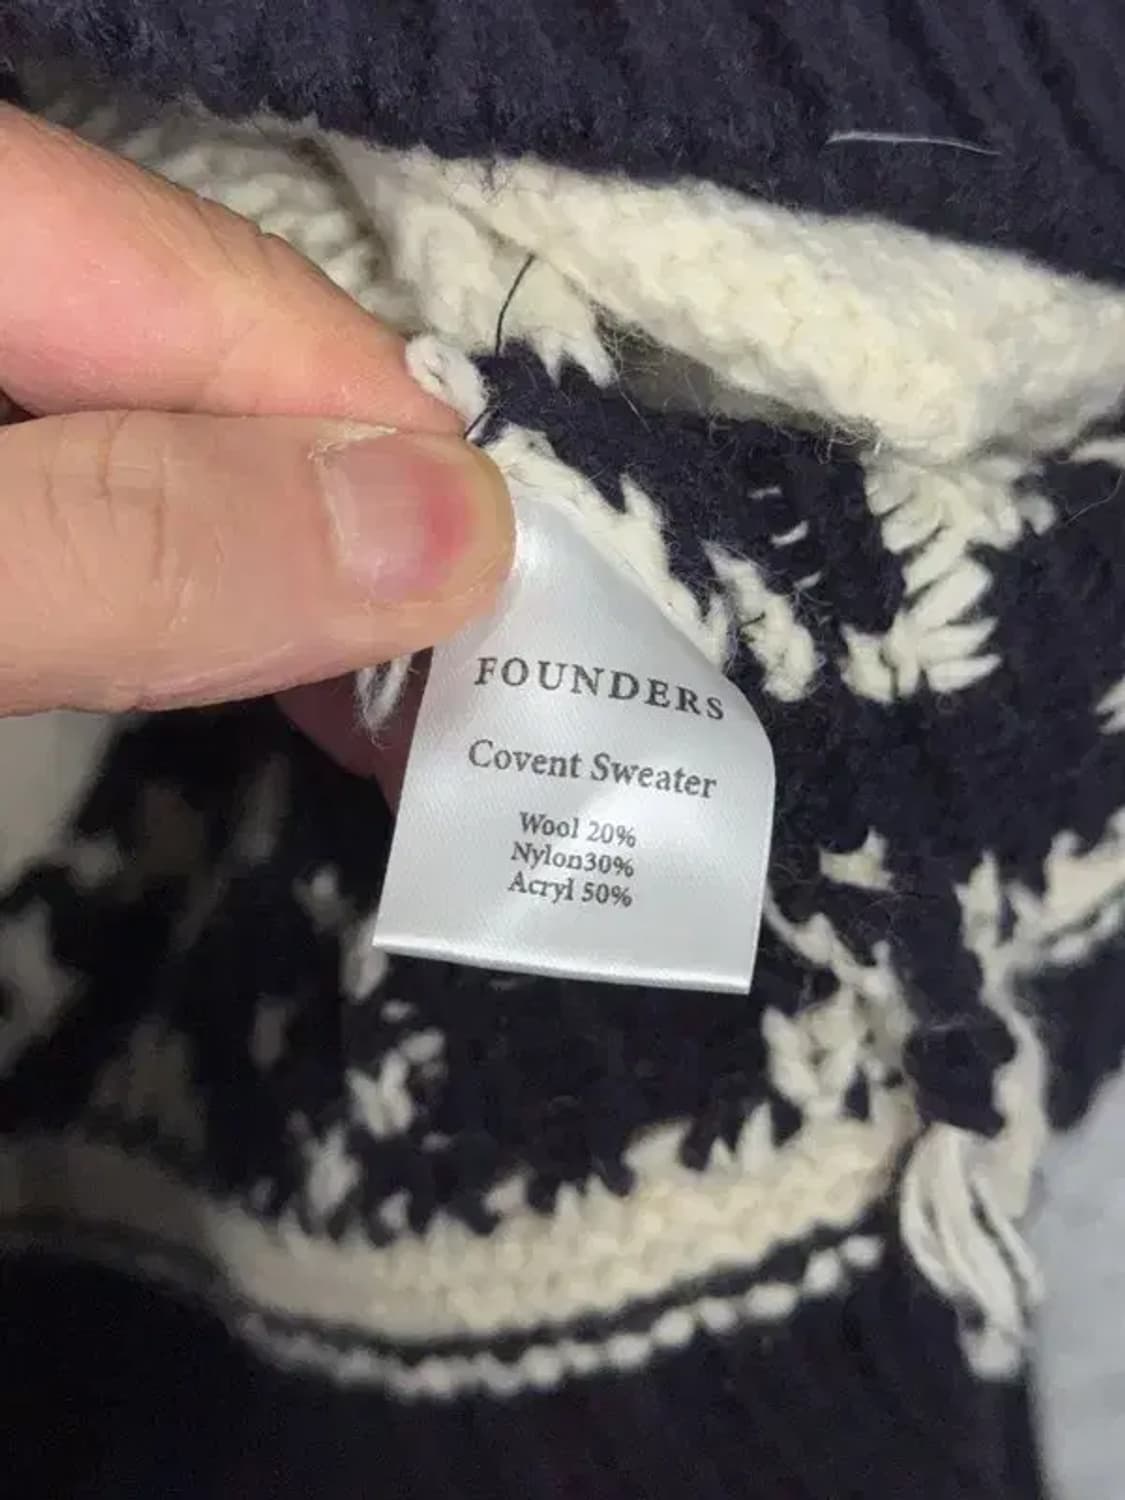 FOUNDERS
Covent Sweater
Wool 20%
Nylon30%
Acryl 50%